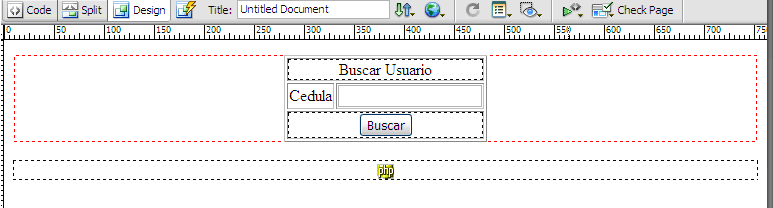 Code Split Design Title: Untitled Document Check Page
0 50 100 150 200 250 300 350 400 450 500 550 600 650 700 750
Buscar Usuario
Cedula
Buscar
php